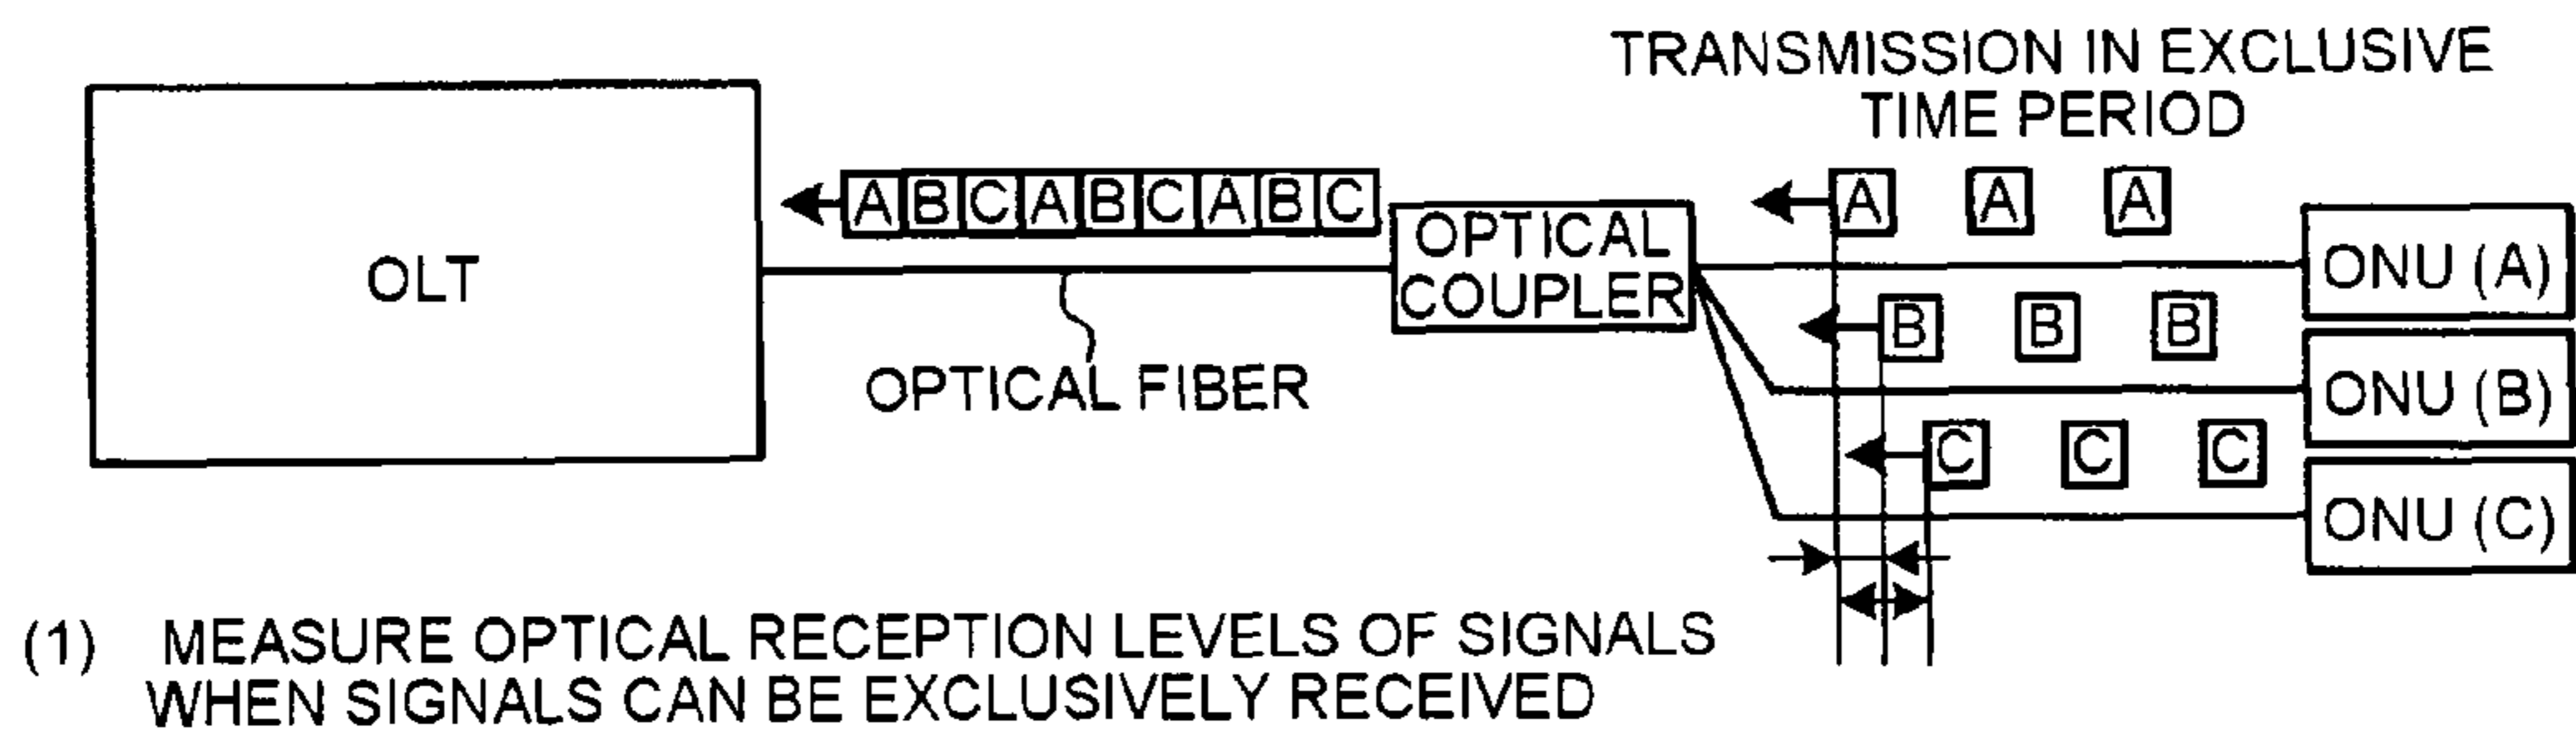 TRANSMISSION IN EXCLUSIVE
TIME PERIOD
OLT
A B C A B C A B C
OPTICAL
COUPLER
OPTICAL FIBER
A A A
ONU (A)
B B B
ONU (B)
C C C
ONU (C)
(1) MEASURE OPTICAL RECEPTION LEVELS OF SIGNALS
WHEN SIGNALS CAN BE EXCLUSIVELY RECEIVED